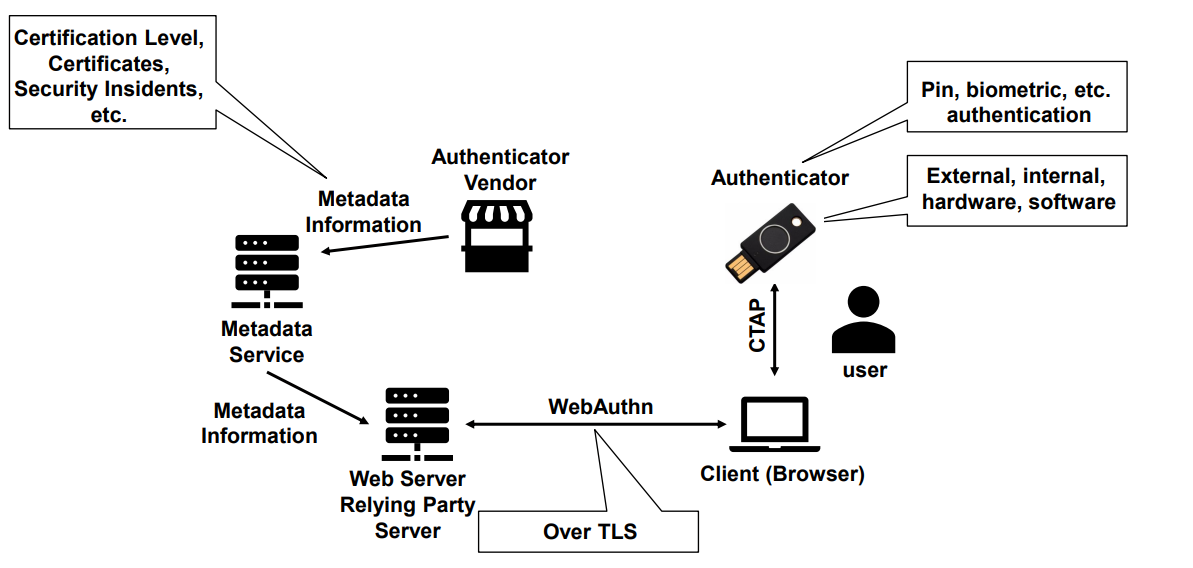 Certification Level,
Certificates,
Security Insidents,
etc.
Pin, biometric, etc.
authentication
Authenticator
Vendor
Authenticator
External, internal,
hardware, software
Metadata
Information
Metadata
Service
CTAP
user
Metadata
Information
WebAuthn
Client (Browser)
Web Server
Relying Party
Server
Over TLS